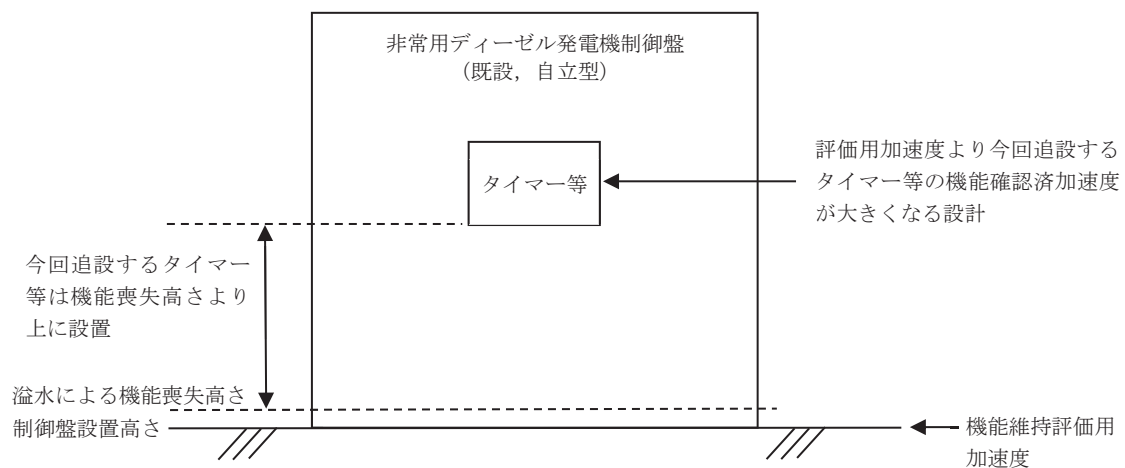 非常用ディーゼル発電機制御盤
（既設，自立型）
タイマー等
評価用加速度より今回追設する
タイマー等の機能確認済加速度
が大きくなる設計
今回追設するタイマー
等は機能喪失高さより
上に設置
溢水による機能喪失高さ
制御盤設置高さ
機能維持評価用
加速度